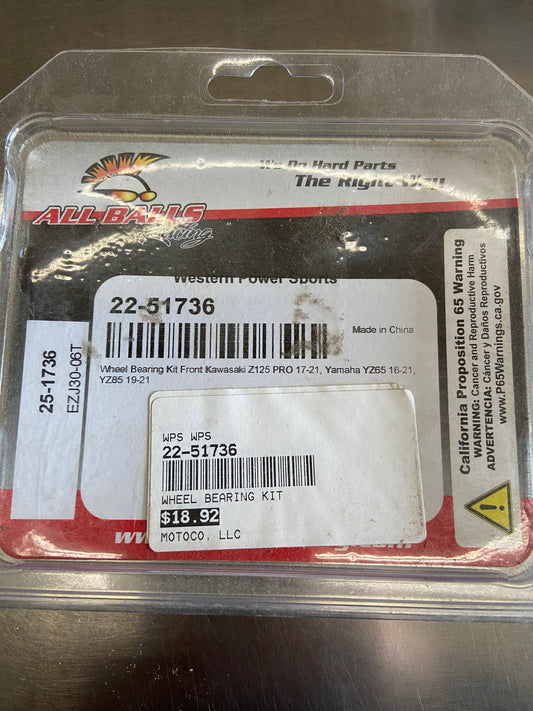 We Do Hard Parts
The Right Way
ALL BALLS
Racing
Western Power Sports
22-51736
Made in China
Wheel Bearing Kit Front Kawasaki Z125 PRO 17-21, Yamaha YZ65 18-21,
YZ85 19-21
25-1736
EZJ30-06T
WPS WPS
22-51736
WHEEL BEARING KIT
$18.92
MOTOCO, LLC
www.
California Proposition 65 Warning
WARNING: Cancer and Reproductive Harm
ADVERTENCIA: Cáncer y Daños Reproductivos
www.P65Warnings.ca.gov